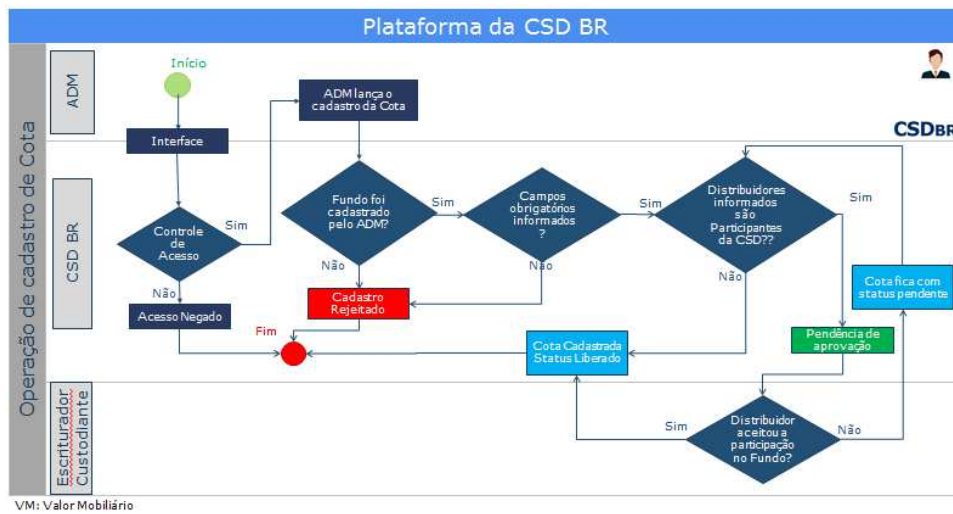 Plataforma da CSD BR
Operação de cadastro de Cota
ADM
Início
ADM lança o
cadastro da Cota
Interface
CSDBR
CSD BR
Controle
de
Acesso
Sim
Não
Acesso Negado
Fundo foi
cadastrado
pelo ADM?
Sim
Não
Cadastro
Rejeitado
Fim
Campos
obrigatórios
informados
?
Sim
Não
Distribuidores
informados
são
Participantes
da CSD??
Sim
Não
Cota fica com
status pendente
Pendência de
aprovação
Cota Cadastrada
Status Liberado
Escriturador
Custodiante
Sim
Distribuidor
aceitou a
participação
no Fundo?
Não
VM: Valor Mobiliário